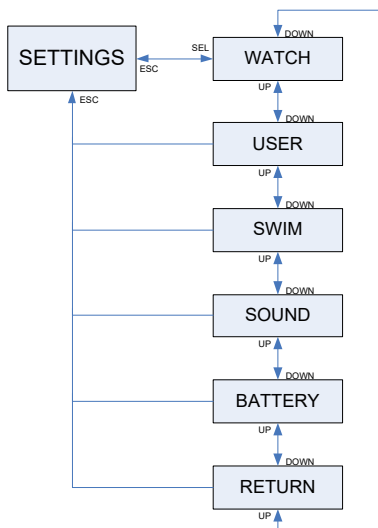 DOWN
SEL
SETTINGS
WATCH
ESC
UP
ESC
DOWN
USER
UP
DOWN
SWIM
UP
DOWN
SOUND
UP
DOWN
BATTERY
UP
DOWN
RETURN
UP